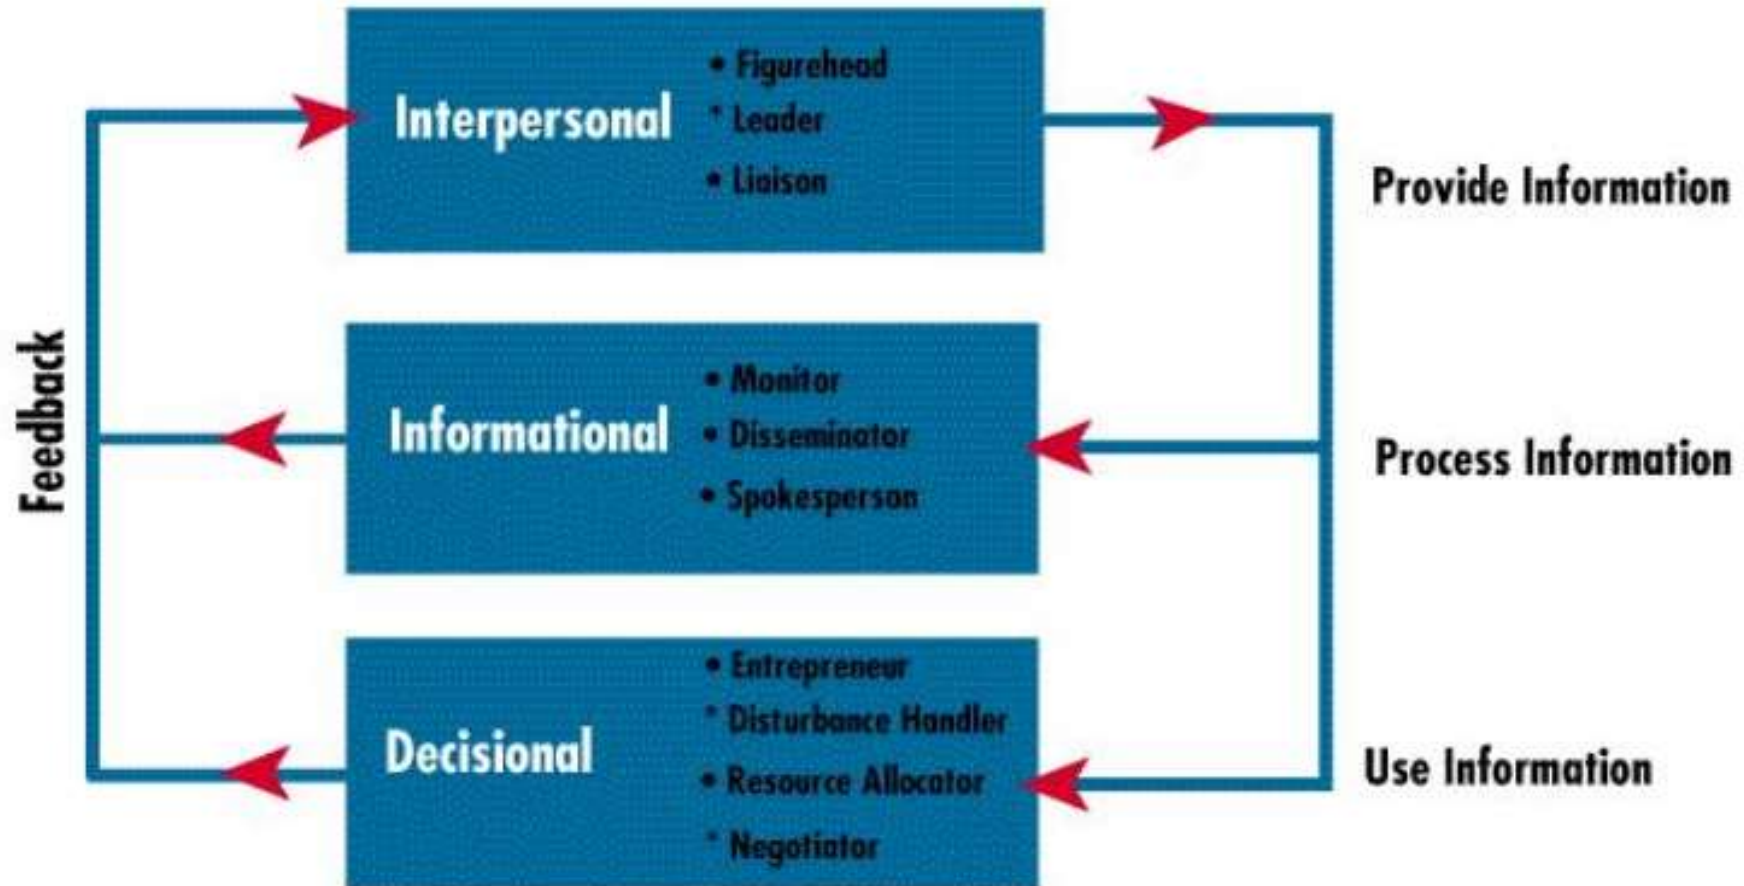 Interpersonal
• Figurehead
* Leader
• Liaison
Provide Information
Feedback
Informational
• Monitor
• Disseminator
• Spokesperson
Process Information
Decisional
• Entrepreneur
* Disturbance Handler
• Resource Allocator
* Negotiator
Use Information